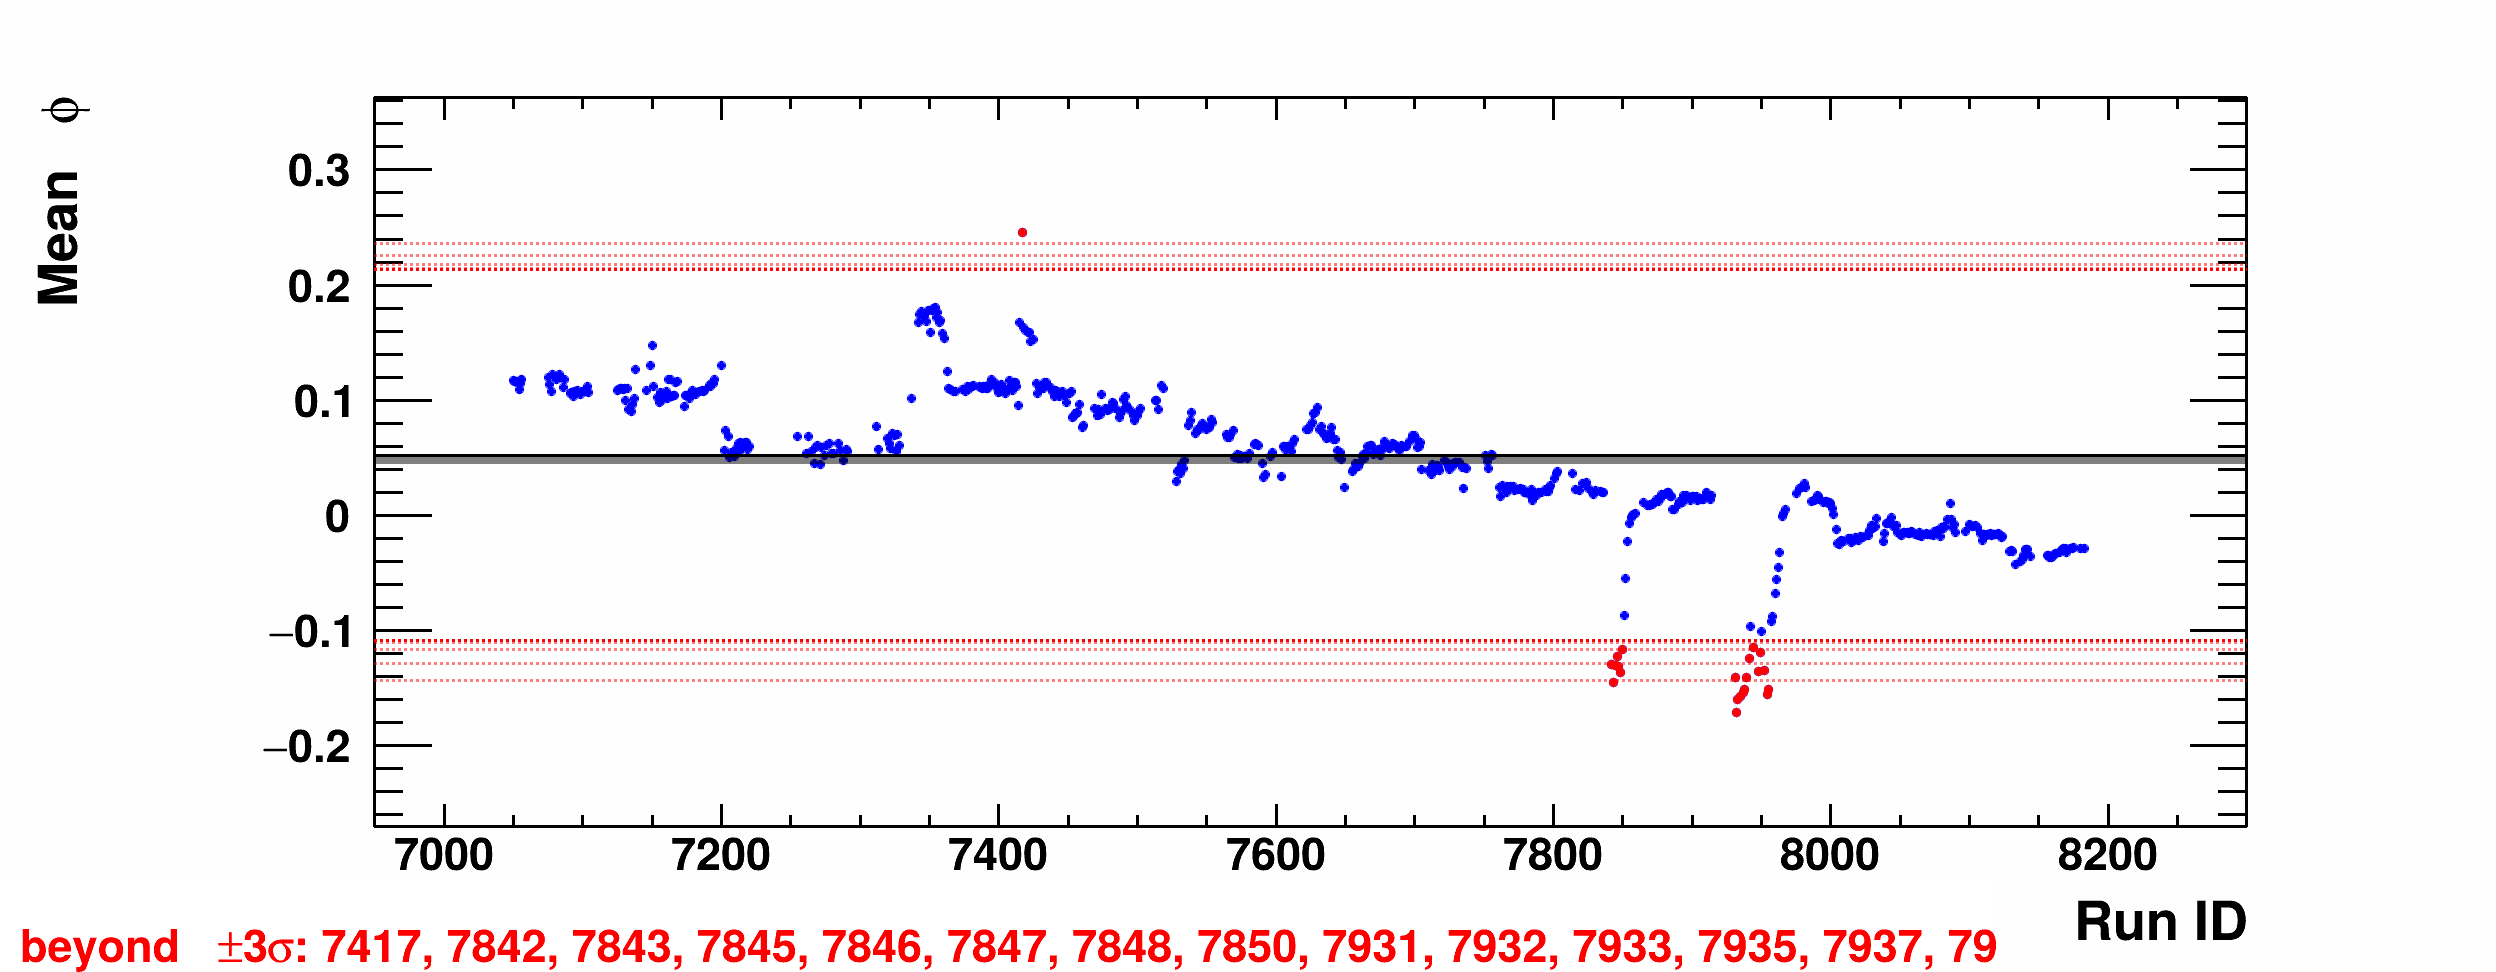 Mean φ
0.3
0.2
0.1
0
−0.1
−0.2
7000 7200 7400 7600 7800 8000 8200
Run ID
beyond ±3σ: 7417, 7842, 7843, 7845, 7846, 7847, 7848, 7850, 7931, 7932, 7933, 7935, 7937, 79